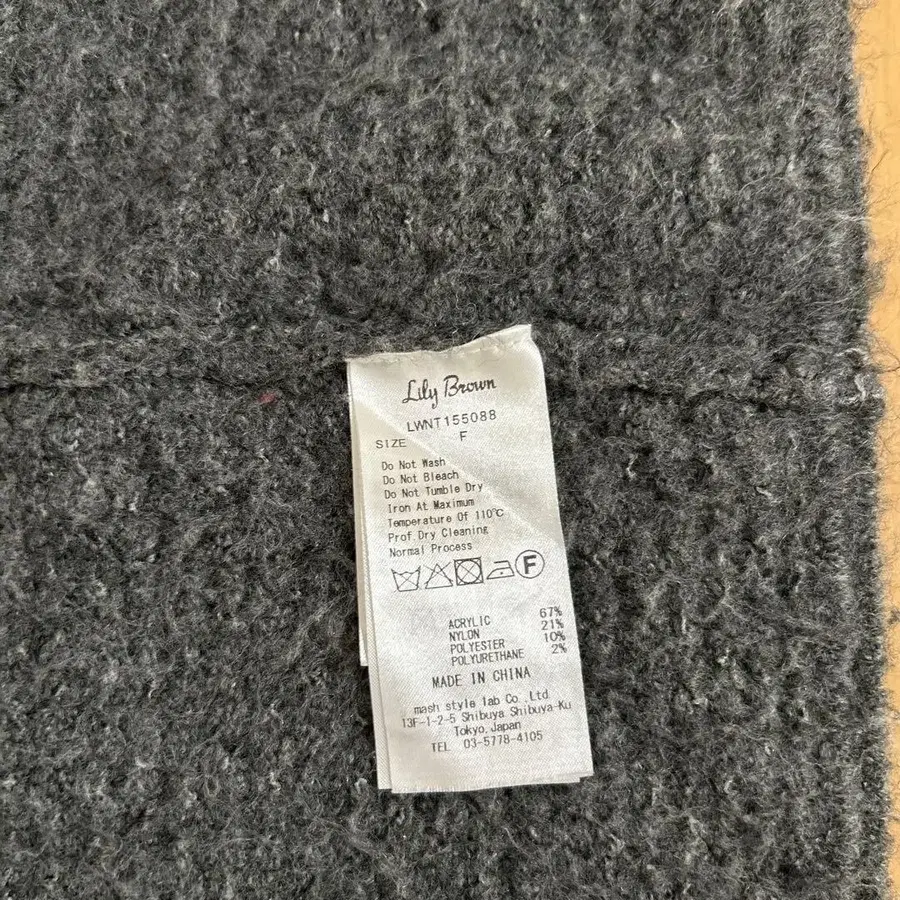 Lily Brown
LWNT155088
SIZE F
Do Not Wash
Do Not Bleach
Do Not Tumble Dry
Iron At Maximum
Temperature Of 110℃
Prof Dry Cleaning
Normal Process
F
ACRYLIC 67%
NYLON 21%
POLYESTER 10%
POLYURETHANE 2%
MADE IN CHINA
mash style lab Co.,Ltd
13F-1-2-5 Shibuya Shibuya-Ku
Tokyo,Japan
TEL 03-5778-4105